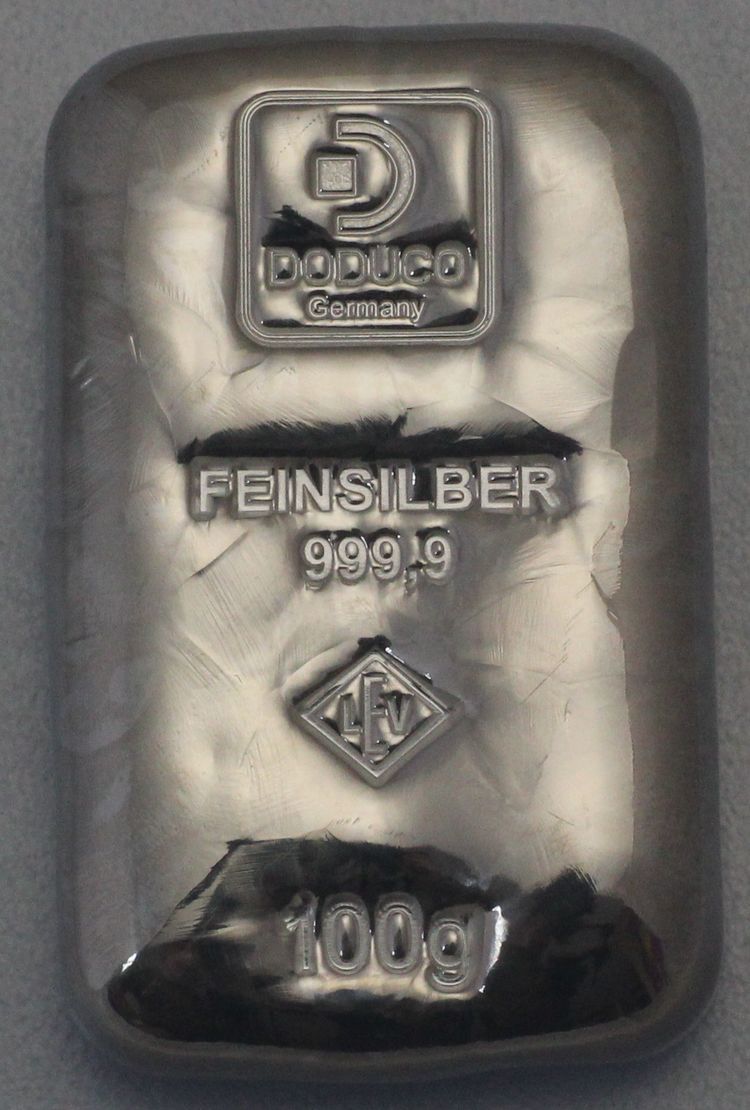 DODUCO
Germany
FEINSILBER
999,9
LEV
100g